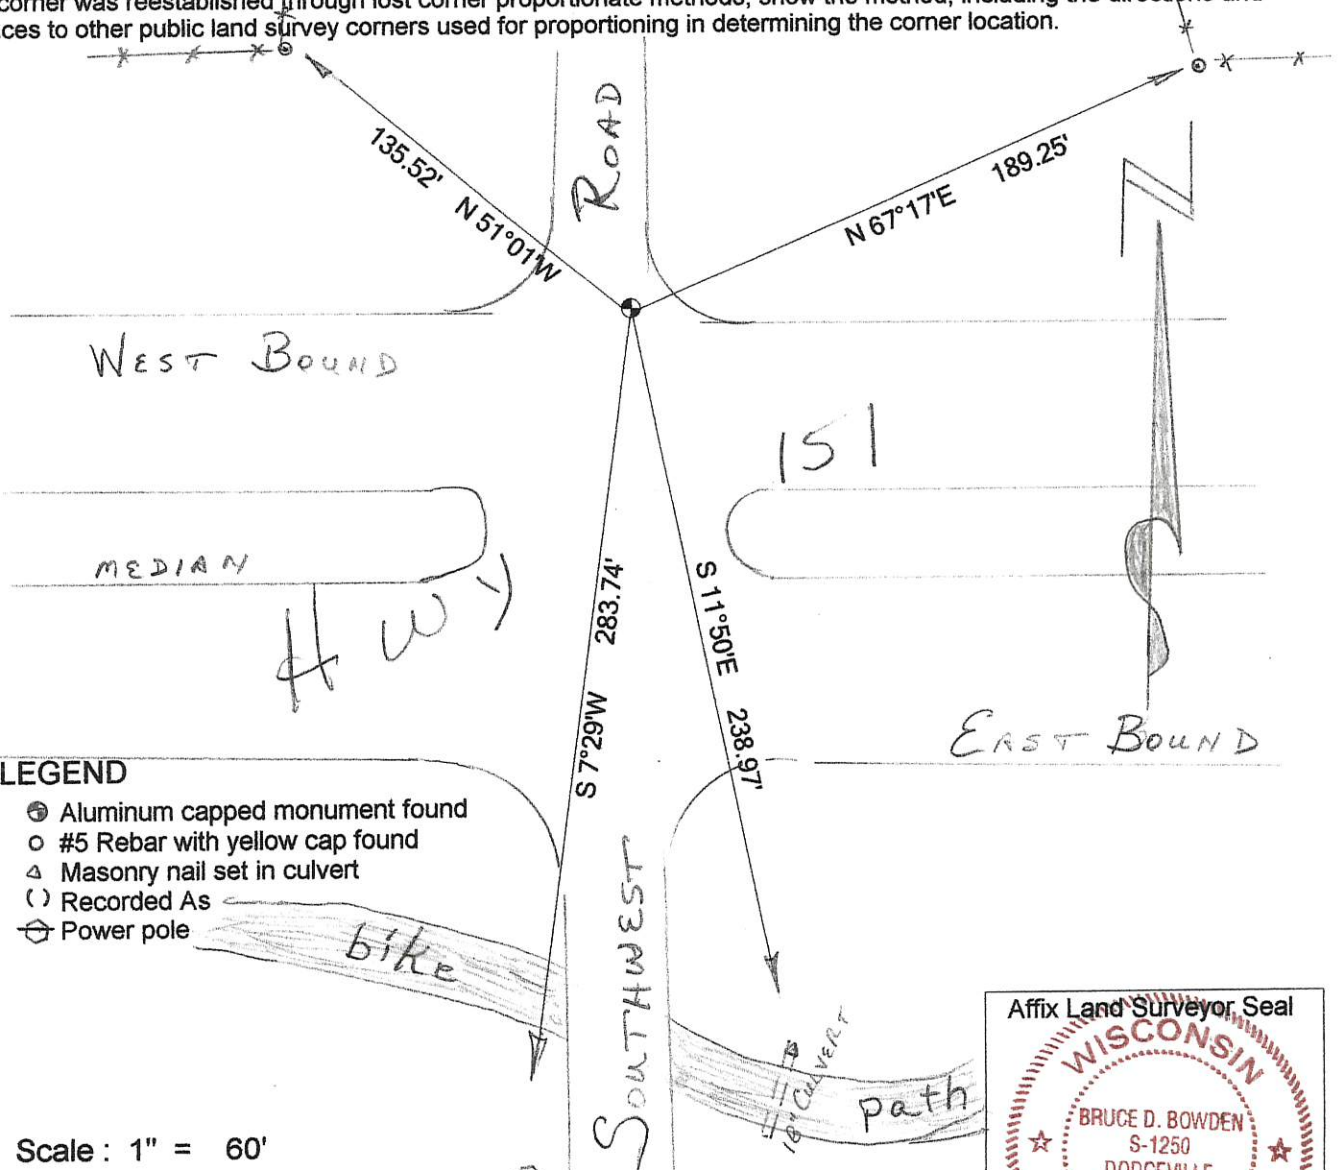 corner was reestablished through lost corner proportionate methods, show the method, including the directions and
ces to other public land survey corners used for proportioning in determining the corner location.
ROAD
135.52' N 51°01'W
N 67°17'E 189.25'
WEST BOUND
151
MEDIAN
HWY
S 7°29'W 283.74'
S 11°50'E 238.97'
EAST BOUND
LEGEND
Aluminum capped monument found
#5 Rebar with yellow cap found
Masonry nail set in culvert
( ) Recorded As
Power pole
bike
SOUTHWEST
18" CULVERT
path
Affix Land Surveyor Seal
WISCONSIN
BRUCE D. BOWDEN
S-1250
DODGEVILLE
Scale : 1" = 60'